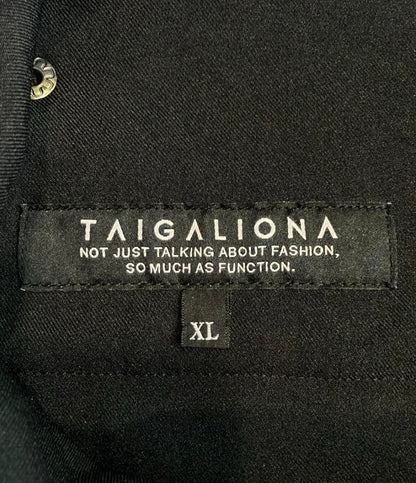 TAIGALIONA
NOT JUST TALKING ABOUT FASHION,
SO MUCH AS FUNCTION.
XL